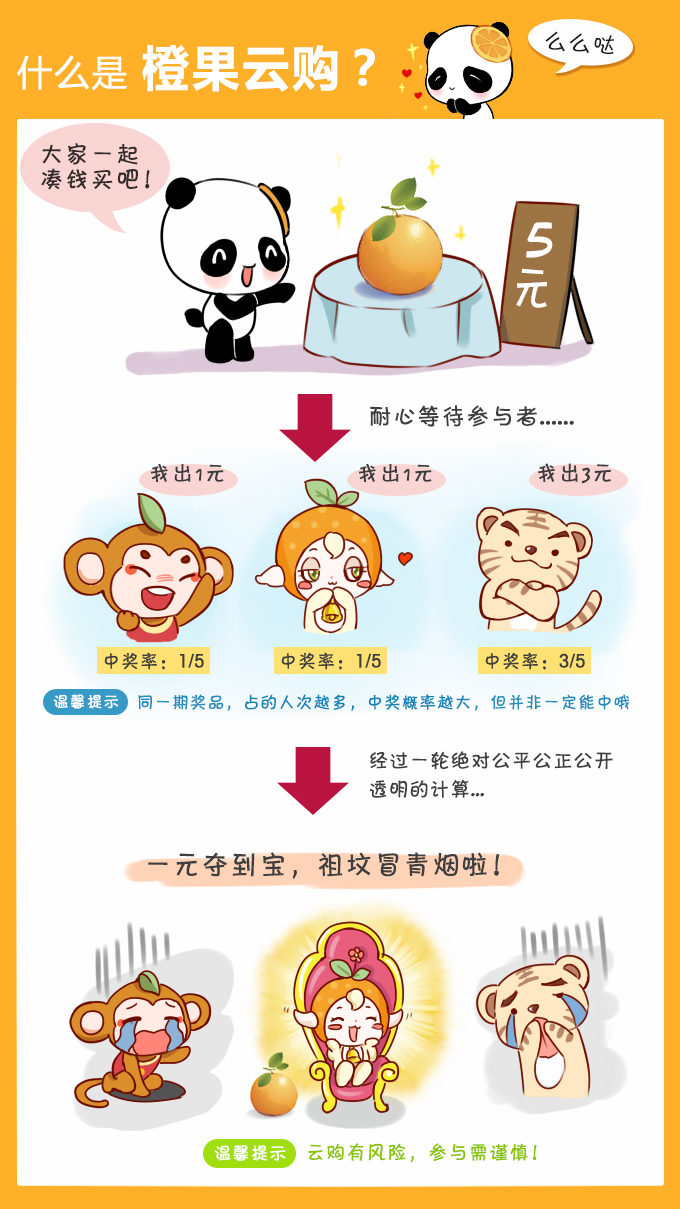 什么是 橙果云购？
么么哒
大家一起
凑钱买吧！
5
元
耐心等待参与者......
我出1元
我出1元
我出3元
中奖率：1/5
中奖率：1/5
中奖率：3/5
温馨提示 同一期奖品，占的人次越多，中奖概率越大，但并非一定能中哦
经过一轮绝对公平公正公开
透明的计算...
一元夺到宝，祖坟冒青烟啦！
温馨提示 云购有风险，参与需谨慎！